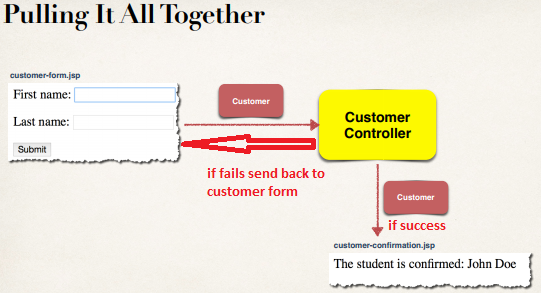 Pulling It All Together
customer-form.jsp
First name:
Last name:
Submit
Customer
Customer
Controller
if fails send back to
customer form
Customer
if success
customer-confirmation.jsp
The student is confirmed: John Doe